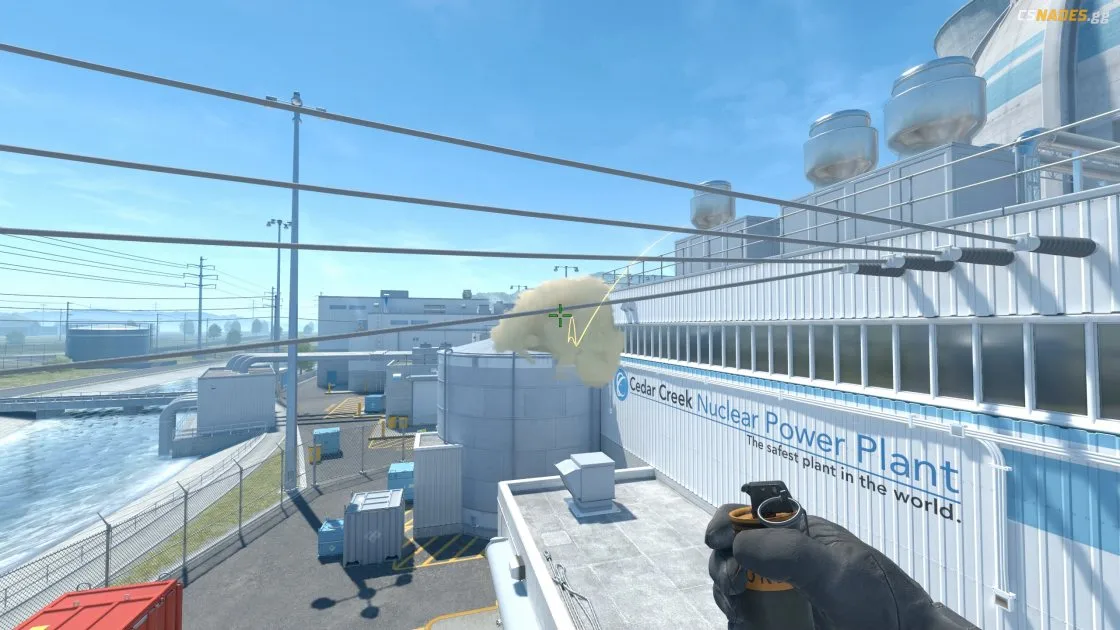 CSNADES.gg
Cedar Creek Nuclear Power Plant
The safest plant in the world.